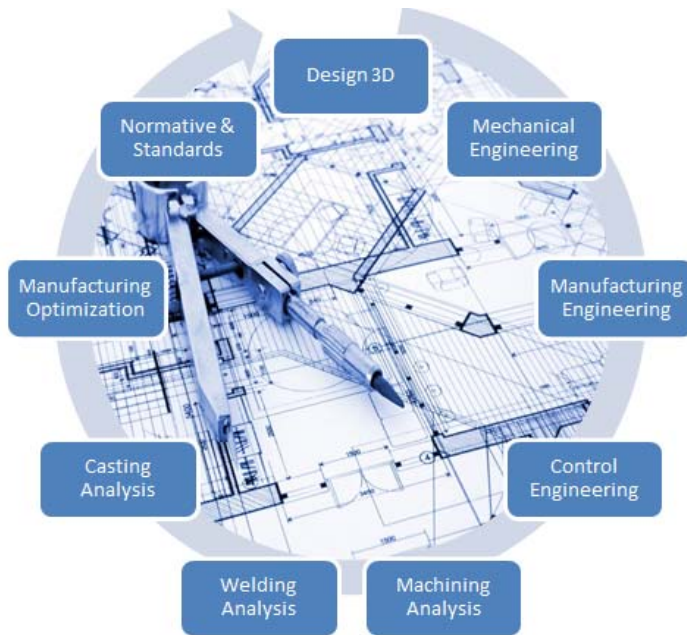 Design 3D
Mechanical
Engineering
Manufacturing
Engineering
Control
Engineering
Machining
Analysis
Welding
Analysis
Casting
Analysis
Manufacturing
Optimization
Normative &
Standards